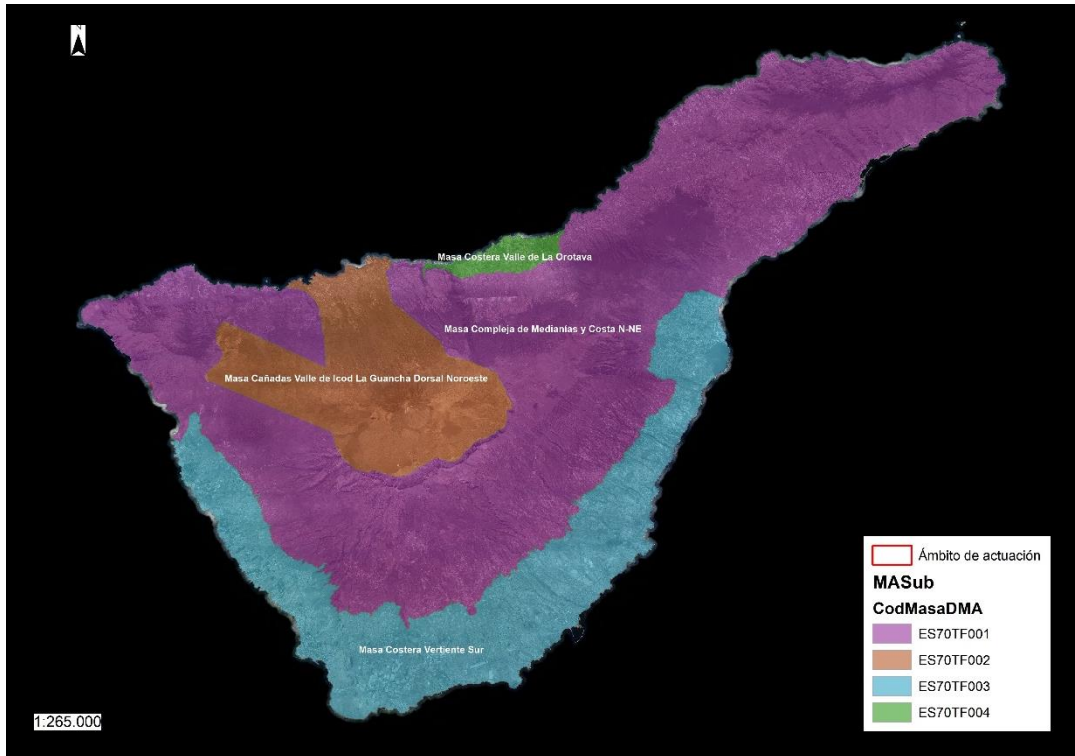 N
Masa Costera Valle de La Orotava
Masa Compleja de Medianías y Costa N-NE
Masa Cañadas Valle de Icod La Guancha Dorsal Noroeste
Masa Costera Vertiente Sur
1:265.000
Ámbito de actuación
MASub
CodMasaDMA
ES70TF001
ES70TF002
ES70TF003
ES70TF004